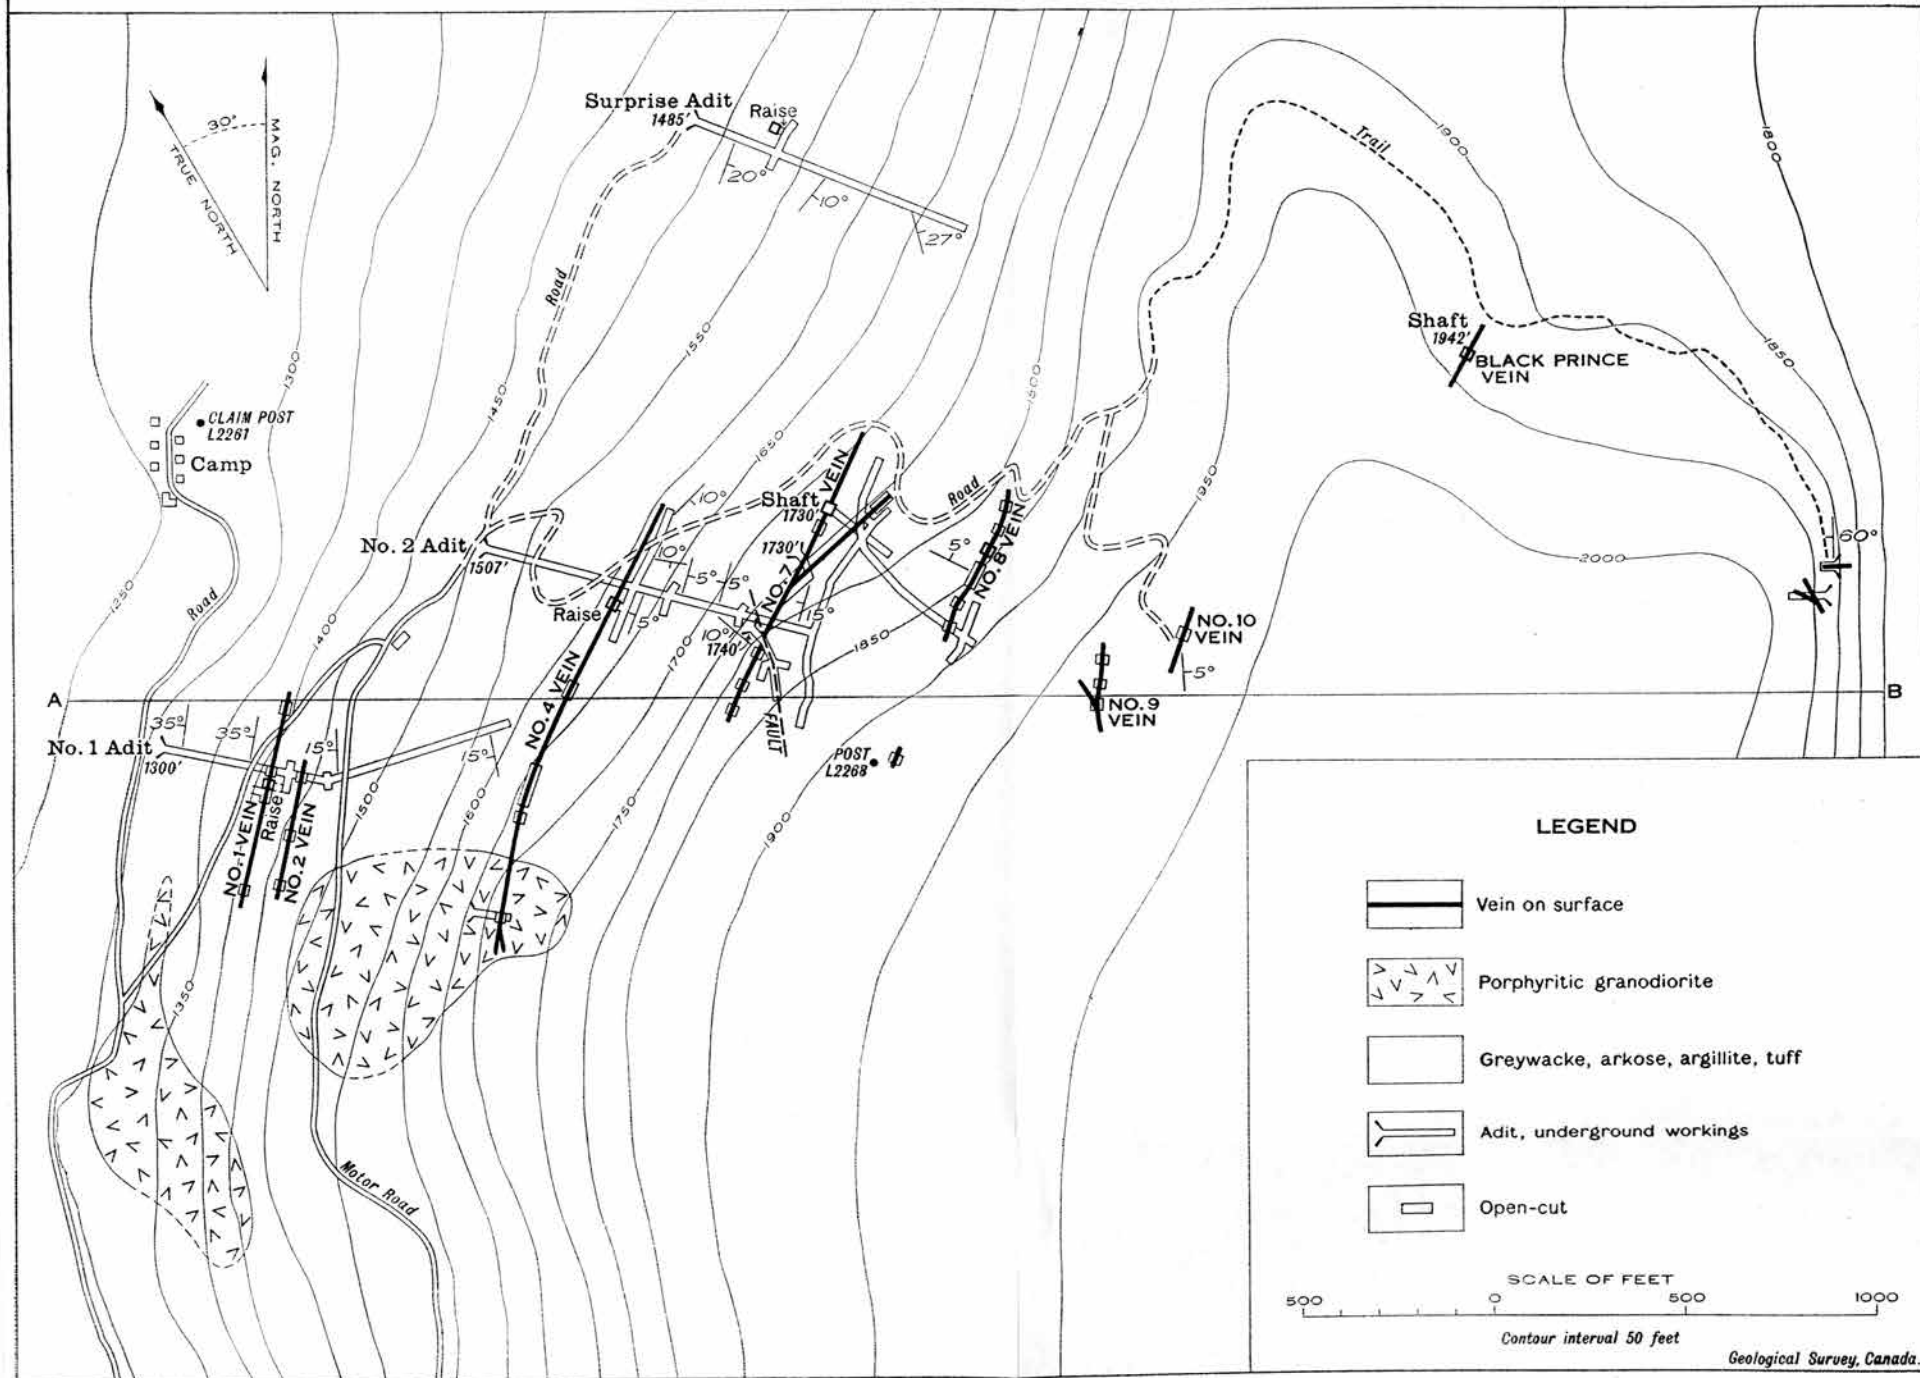 30°
TRUE NORTH
MAG. NORTH
Surprise Adit
1485'
Raise
20°
10°
27°
Road
Trail
1900
1800
1850
1300
1550
1450
1500
1650
Shaft
1942'
BLACK PRINCE
VEIN
CLAIM POST
L2261
Camp
1250
Road
No. 2 Adit
1507'
10°
10°
5°
5°
5°
Raise
Shaft
1730'
1730'
NO. 7 VEIN
15°
10°
1740'
Road
5°
NO. 8 VEIN
1950
2000
60°
1400
1700
1850
NO. 10
VEIN
5°
A
B
NO. 4 VEIN
FAULT
NO. 9
VEIN
No. 1 Adit
1300'
35°
35°
15°
15°
POST
L2268
NO. 1 VEIN
Raise
NO. 2 VEIN
1500
1600
1750
1900
1350
Motor Road
LEGEND
Vein on surface
Porphyritic granodiorite
Greywacke, arkose, argillite, tuff
Adit, underground workings
Open-cut
SCALE OF FEET
500 0 500 1000
Contour interval 50 feet
Geological Survey, Canada.